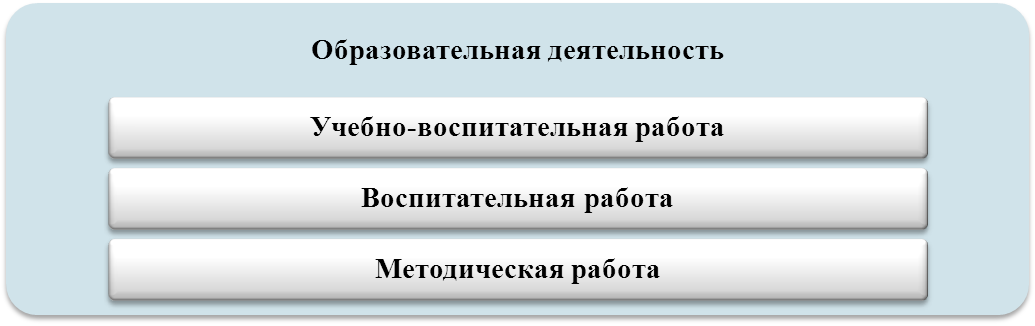 Образовательная деятельность
Учебно-воспитательная работа
Воспитательная работа
Методическая работа